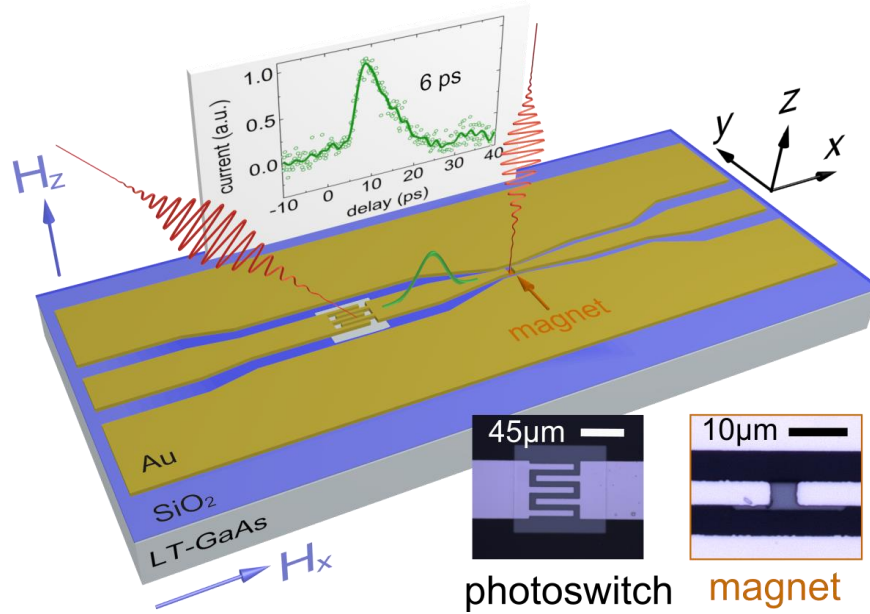 1.0
0.5
0.0
current (a.u.)
6 ps
-10 0 10 20 30 40
delay (ps)
z
y
x
Hz
magnet
Au
SiO₂
LT-GaAs
Hx
45μm
10μm
photoswitch
magnet